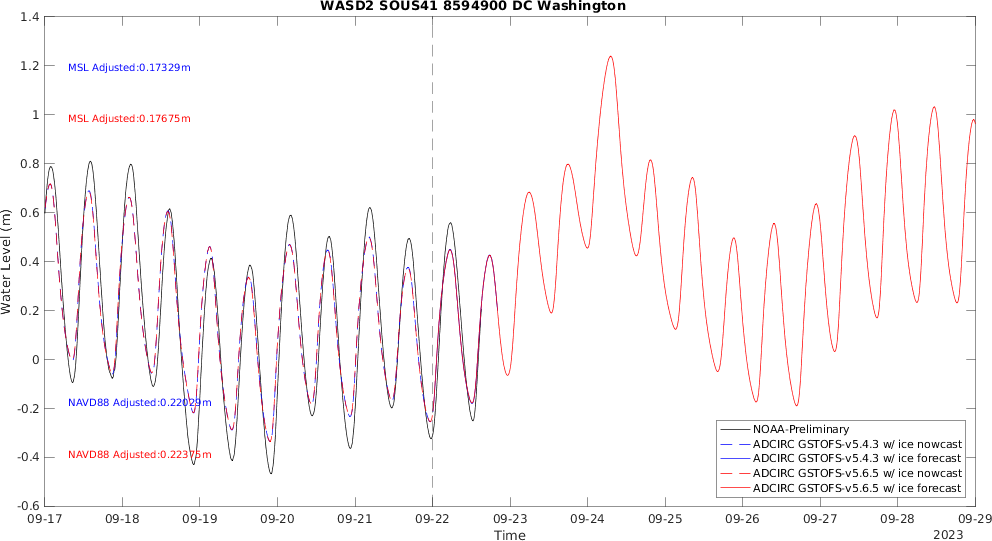 WASD2 SOUS41 8594900 DC Washington
1.4
1.2
1
0.8
0.6
0.4
0.2
0
-0.2
-0.4
-0.6
Water Level (m)
MSL Adjusted:0.17329m
MSL Adjusted:0.17675m
NAVD88 Adjusted:0.22029m
NAVD88 Adjusted:0.22375m
NOAA-Preliminary
ADCIRC GSTOFS-v5.4.3 w/ ice nowcast
ADCIRC GSTOFS-v5.4.3 w/ ice forecast
ADCIRC GSTOFS-v5.6.5 w/ ice nowcast
ADCIRC GSTOFS-v5.6.5 w/ ice forecast
09-17 09-18 09-19 09-20 09-21 09-22 09-23 09-24 09-25 09-26 09-27 09-28 09-29
Time
2023